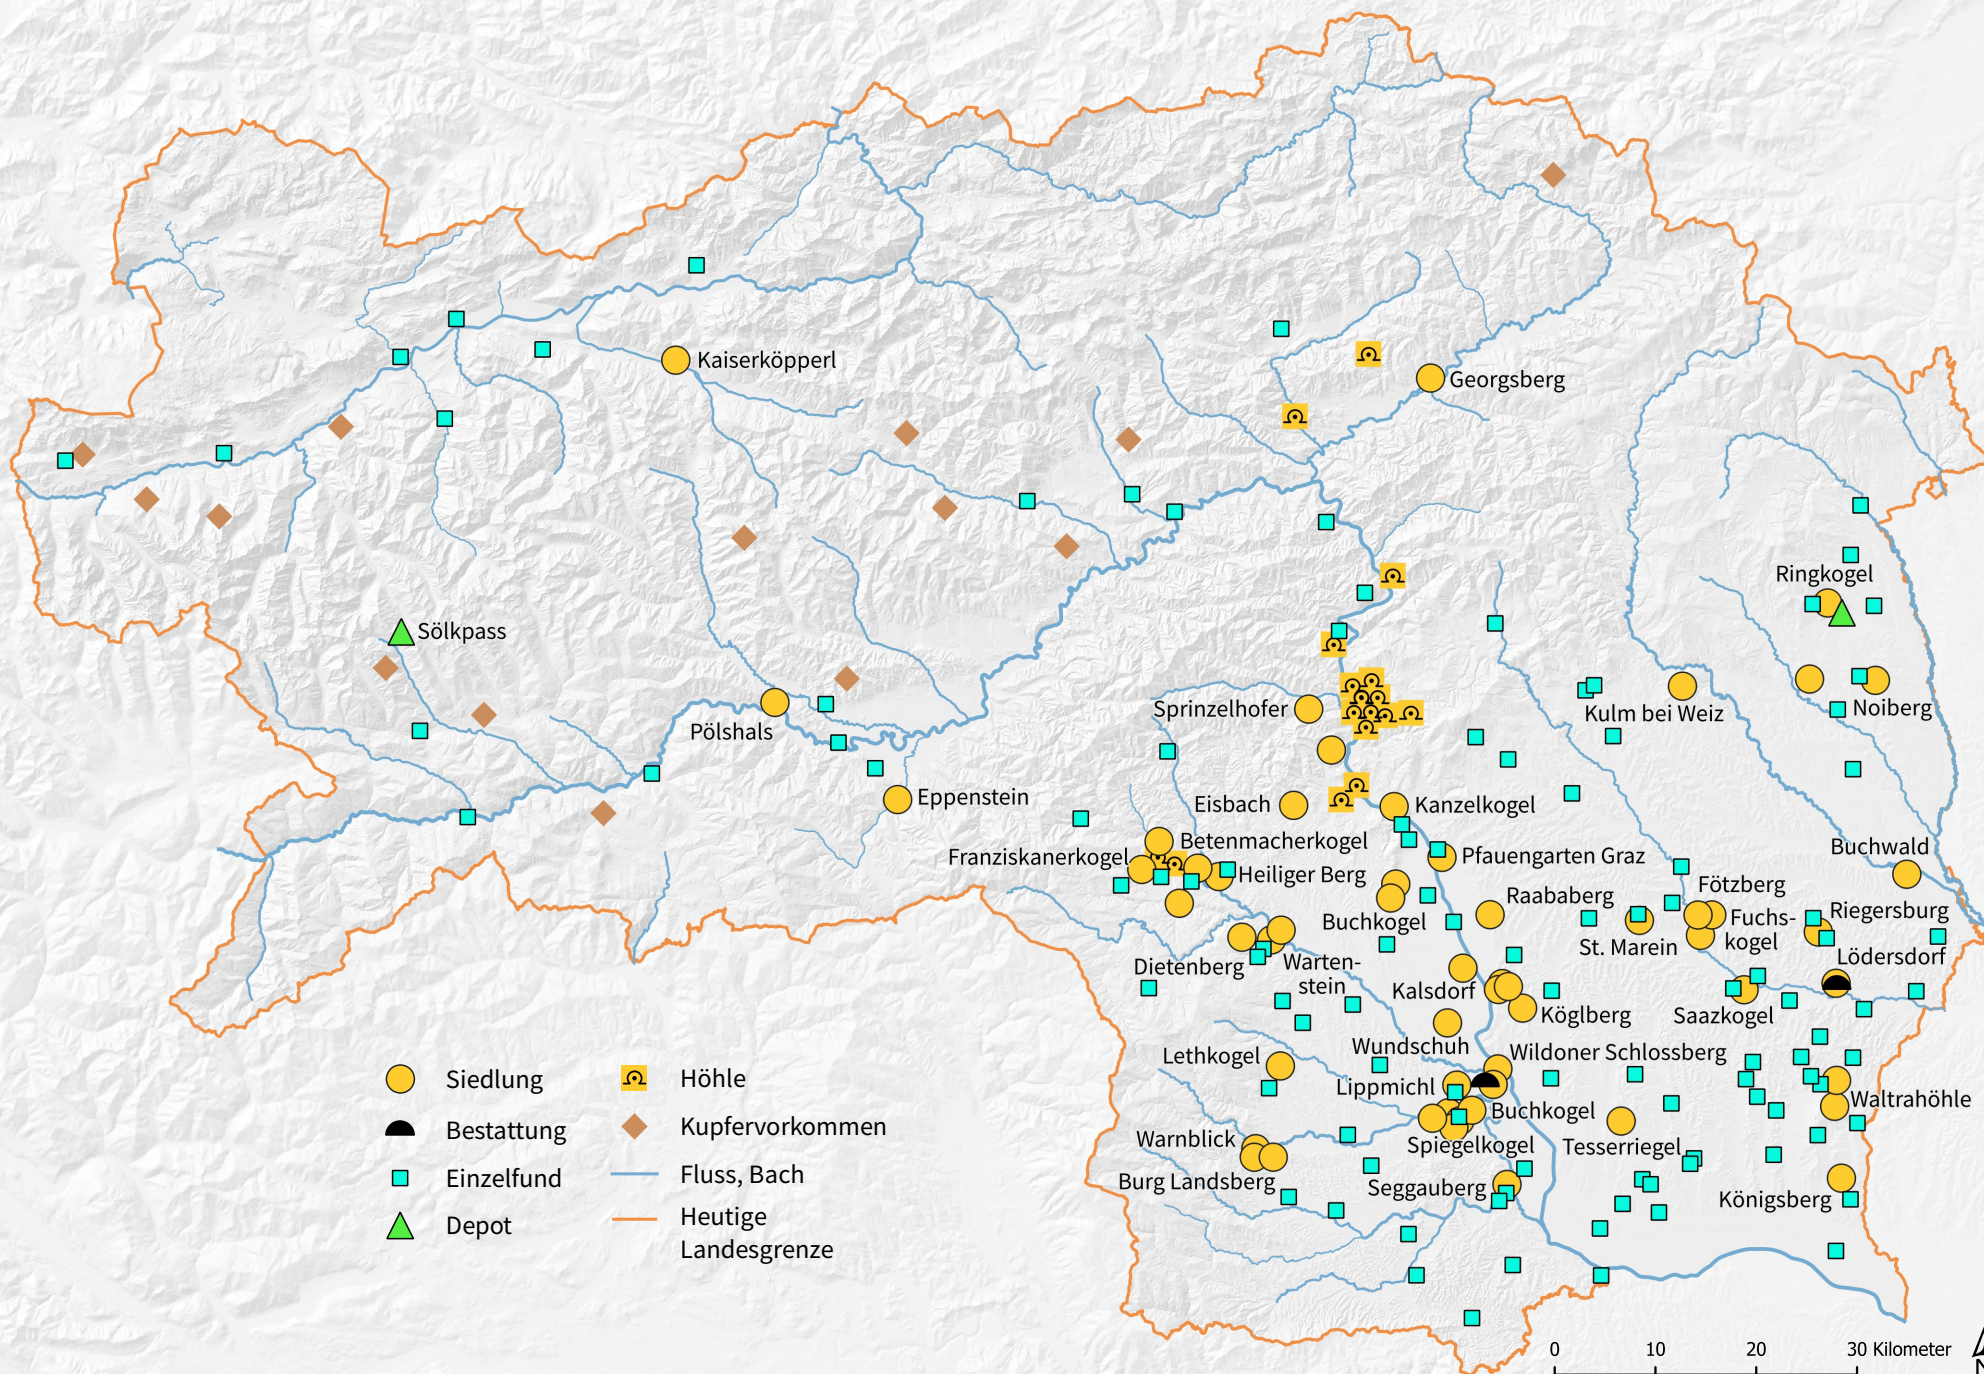 Kaiserköpperl
Georgsberg
Ringkogel
Sölkpass
Sprinzelhofer
Noiberg
Kulm bei Weiz
Pölshals
Eppenstein
Eisbach
Kanzelkogel
Betenmacherkogel
Buchwald
Franziskanerkogel
Pfauengarten Graz
Heiliger Berg
Fötzberg
Raababerg
Riegersburg
Fuchs-
kogel
Buchkogel
St. Marein
Lödersdorf
Warten-
stein
Dietenberg
Kalsdorf
Köglberg
Saazkogel
Wundschuh
Wildoner Schlossberg
Lethkogel
Lippmichl
Waltrahöhle
Buchkogel
Warnblick
Spiegelkogel
Tesserriegel
Burg Landsberg
Seggauberg
Königsberg
Siedlung
Bestattung
Einzelfund
Depot
Höhle
Kupfervorkommen
Fluss, Bach
Heutige
Landesgrenze
0 10 20 30 Kilometer
N